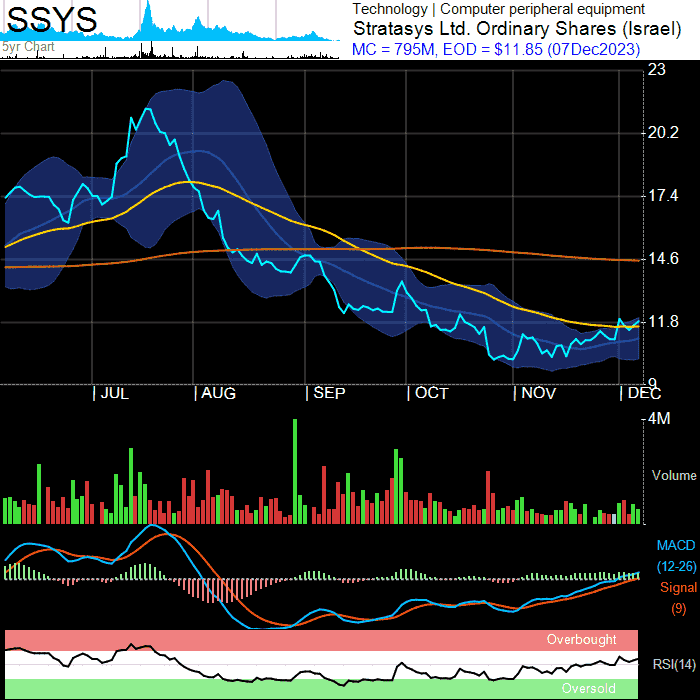 SSYS
5yr Chart
Technology | Computer peripheral equipment
Stratasys Ltd. Ordinary Shares (Israel)
MC = 795M, EOD = $11.85 (07Dec2023)
23
20.2
17.4
14.6
11.8
9
| JUL | AUG | SEP | OCT | NOV | DEC
4M
Volume
MACD
(12-26)
Signal
(9)
Overbought
RSI(14)
Oversold